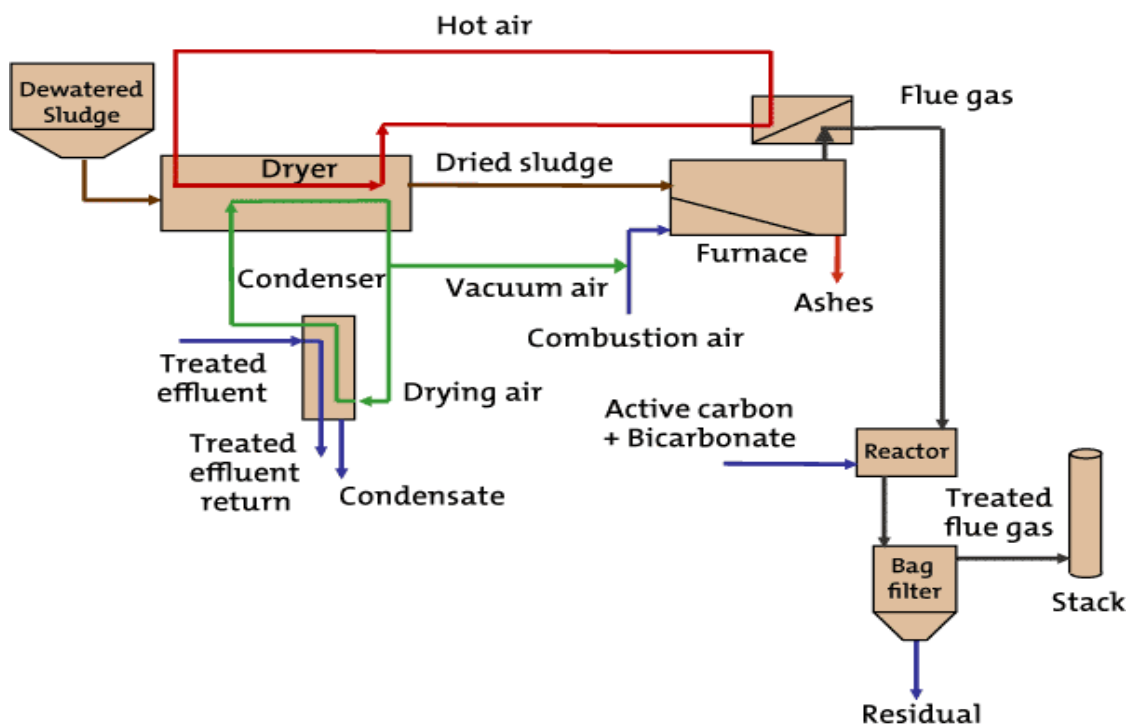 Hot air
Dewatered
Sludge
Flue gas
Dryer
Dried sludge
Furnace
Condenser
Vacuum air
Ashes
Combustion air
Treated
effluent
Drying air
Active carbon
+ Bicarbonate
Treated
effluent
return
Condensate
Reactor
Treated
flue gas
Bag
filter
Stack
Residual